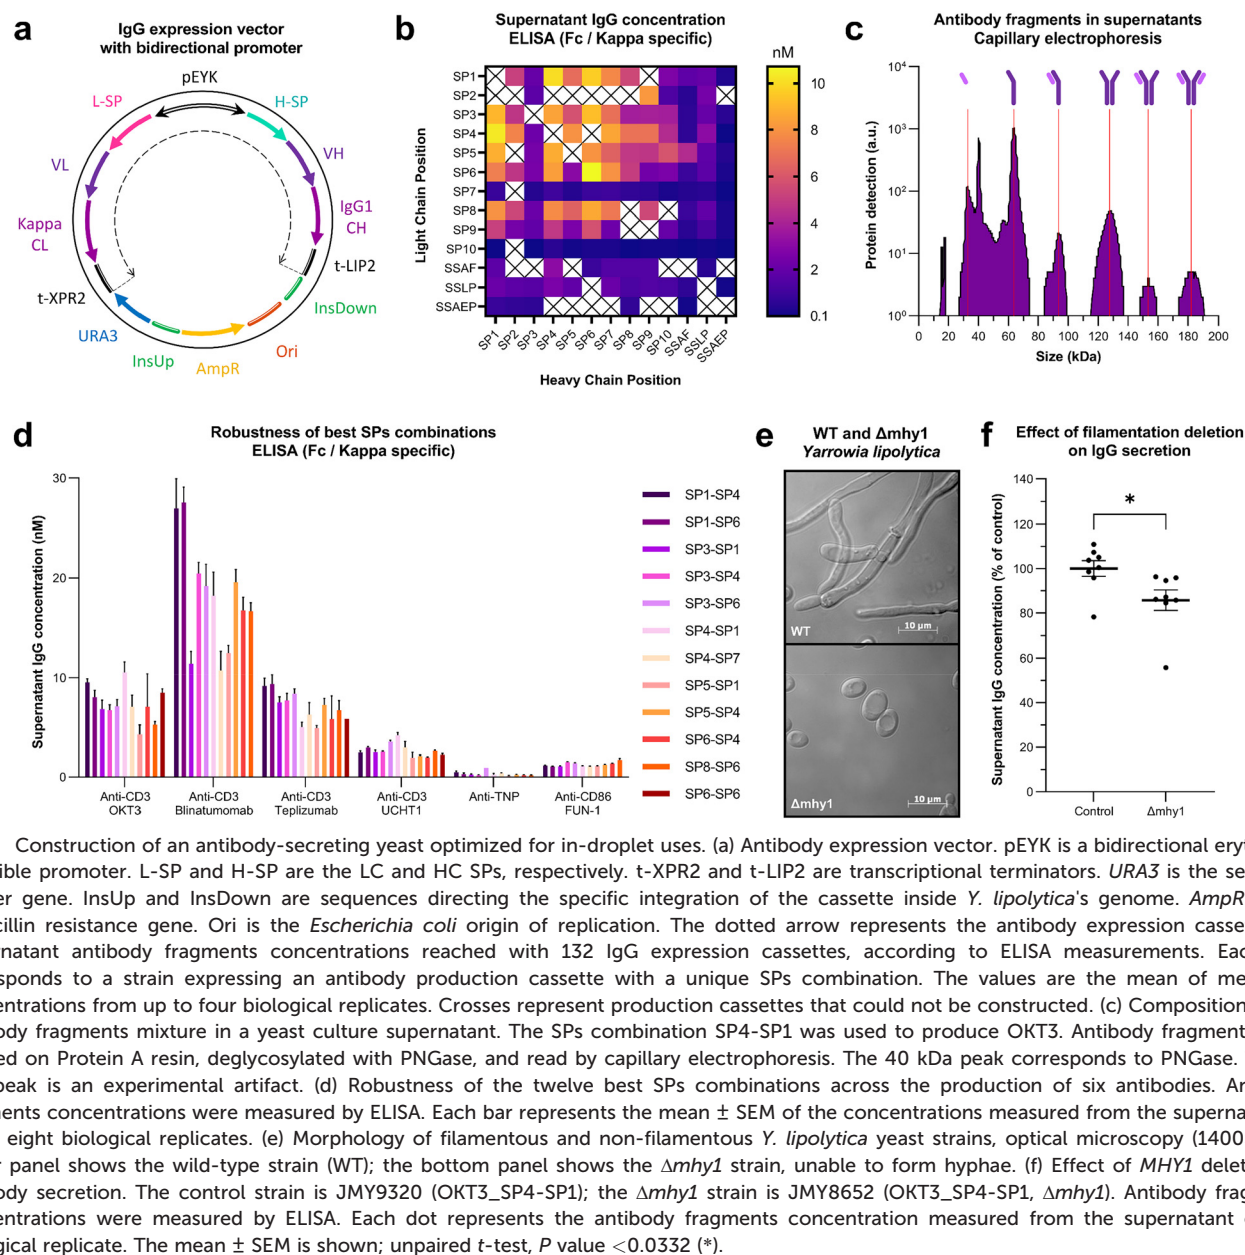 a
IgG expression vector
with bidirectional promoter
pEYK
L-SP
H-SP
VL
VH
Kappa
CL
IgG1
CH
t-XPR2
t-LIP2
URA3
InsDown
InsUp
AmpR
Ori
b
Supernatant IgG concentration
ELISA (Fc / Kappa specific)
nM
Light Chain Position
SP1
SP2
SP3
SP4
SP5
SP6
SP7
SP8
SP9
SP10
SSAF
SSLP
SSAEP
SP1
SP2
SP3
SP4
SP5
SP6
SP7
SP8
SP9
SP10
SSAF
SSLP
SSAEP
Heavy Chain Position
10
8
6
4
2
0.1
c
Antibody fragments in supernatants
Capillary electrophoresis
Protein detection (a.u.)
10⁴
10³
10²
10¹
10⁰
0 20 40 60 80 100 120 140 160 180 200
Size (kDa)
d
Robustness of best SPs combinations
ELISA (Fc / Kappa specific)
Supernatant IgG concentration (nM)
30
20
10
0
Anti-CD3
OKT3
Anti-CD3
Blinatumomab
Anti-CD3
Teplizumab
Anti-CD3
UCHT1
Anti-TNP
Anti-CD86
FUN-1
SP1-SP4
SP1-SP6
SP3-SP1
SP3-SP4
SP3-SP6
SP4-SP1
SP4-SP7
SP5-SP1
SP5-SP4
SP6-SP4
SP8-SP6
SP6-SP6
e
WT and Δmhy1
Yarrowia lipolytica
WT
10 µm
Δmhy1
10 µm
f
Effect of filamentation deletion
on IgG secretion
Supernatant IgG concentration (% of control)
140
120
100
80
60
40
20
0
*
Control
Δmhy1
Construction of an antibody-secreting yeast optimized for in-droplet uses. (a) Antibody expression vector. pEYK is a bidirectional eryt
ible promoter. L-SP and H-SP are the LC and HC SPs, respectively. t-XPR2 and t-LIP2 are transcriptional terminators. URA3 is the se
er gene. InsUp and InsDown are sequences directing the specific integration of the cassette inside Y. lipolytica's genome. AmpR
cillin resistance gene. Ori is the Escherichia coli origin of replication. The dotted arrow represents the antibody expression casse
rnatant antibody fragments concentrations reached with 132 IgG expression cassettes, according to ELISA measurements. Eac
sponds to a strain expressing an antibody production cassette with a unique SPs combination. The values are the mean of me
entrations from up to four biological replicates. Crosses represent production cassettes that could not be constructed. (c) Composition
ody fragments mixture in a yeast culture supernatant. The SPs combination SP4-SP1 was used to produce OKT3. Antibody fragment
ed on Protein A resin, deglycosylated with PNGase, and read by capillary electrophoresis. The 40 kDa peak corresponds to PNGase.
peak is an experimental artifact. (d) Robustness of the twelve best SPs combinations across the production of six antibodies. An
nents concentrations were measured by ELISA. Each bar represents the mean ± SEM of the concentrations measured from the superna
eight biological replicates. (e) Morphology of filamentous and non-filamentous Y. lipolytica yeast strains, optical microscopy (1400
r panel shows the wild-type strain (WT); the bottom panel shows the Δmhy1 strain, unable to form hyphae. (f) Effect of MHY1 delet
ody secretion. The control strain is JMY9320 (OKT3_SP4-SP1); the Δmhy1 strain is JMY8652 (OKT3_SP4-SP1, Δmhy1). Antibody frag
entrations were measured by ELISA. Each dot represents the antibody fragments concentration measured from the supernatant
gical replicate. The mean ± SEM is shown; unpaired t-test, P value <0.0332 (*).